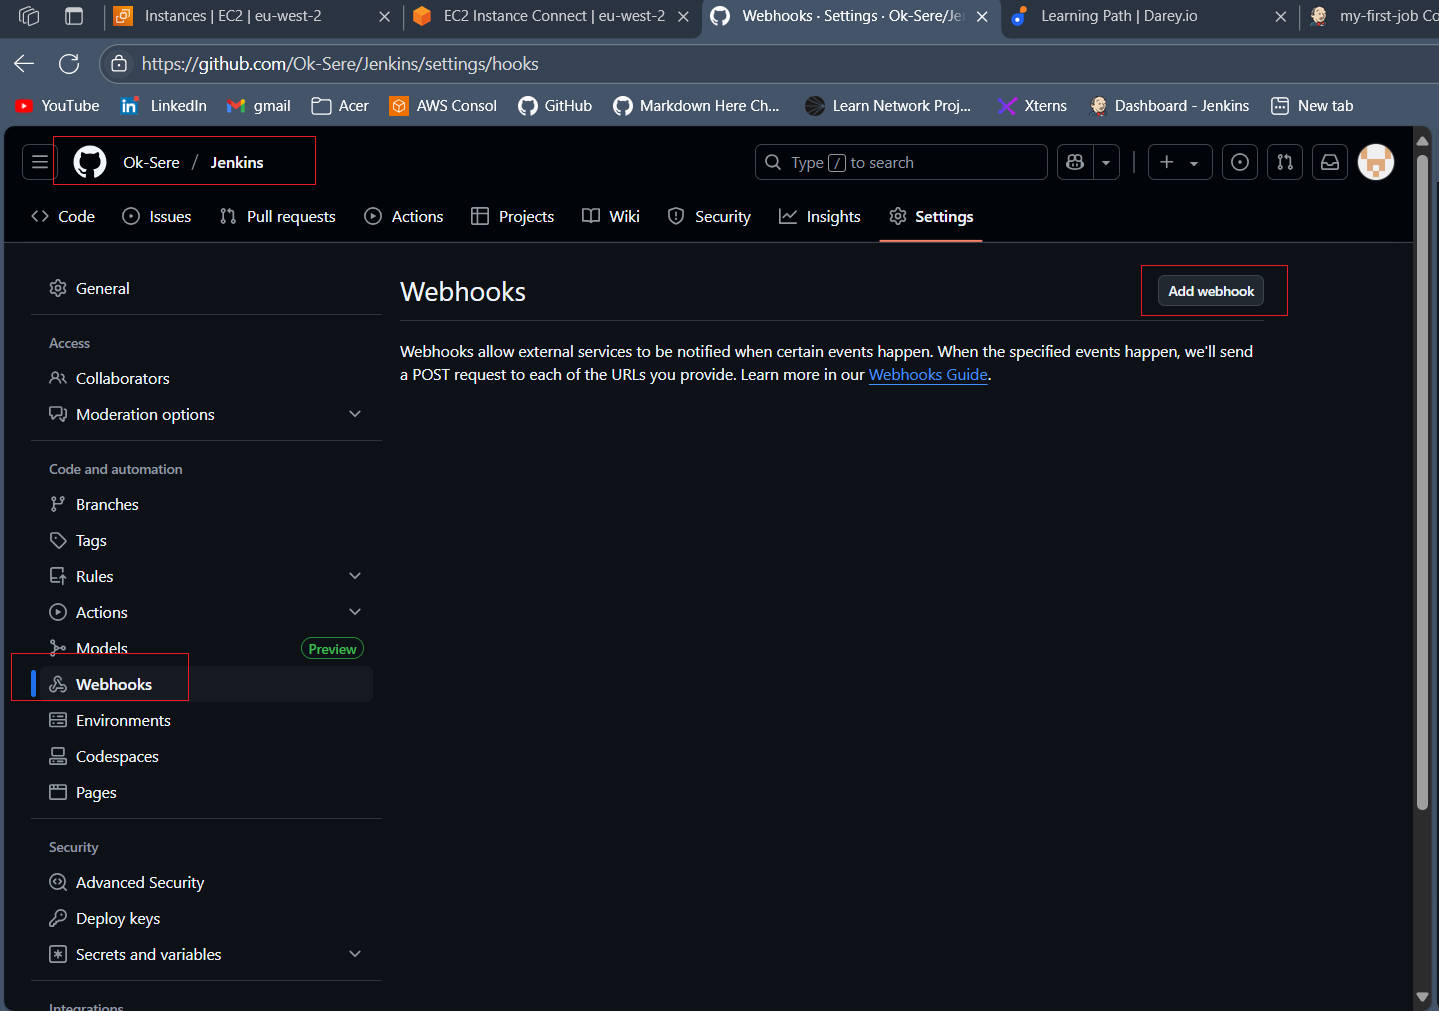 Instances | EC2 | eu-west-2
EC2 Instance Connect | eu-west-2
Webhooks · Settings · Ok-Sere/Je
Learning Path | Darey.io
my-first-job Co
https://github.com/Ok-Sere/Jenkins/settings/hooks
YouTube
LinkedIn
gmail
Acer
AWS Consol
GitHub
Markdown Here Ch...
Learn Network Proj...
Xterns
Dashboard - Jenkins
New tab
Ok-Sere / Jenkins
Type / to search
Code
Issues
Pull requests
Actions
Projects
Wiki
Security
Insights
Settings
General
Access
Collaborators
Moderation options
Code and automation
Branches
Tags
Rules
Actions
Models
Preview
Webhooks
Environments
Codespaces
Pages
Security
Advanced Security
Deploy keys
Secrets and variables
Integrations
Webhooks
Add webhook
Webhooks allow external services to be notified when certain events happen. When the specified events happen, we'll send
a POST request to each of the URLs you provide. Learn more in our Webhooks Guide.